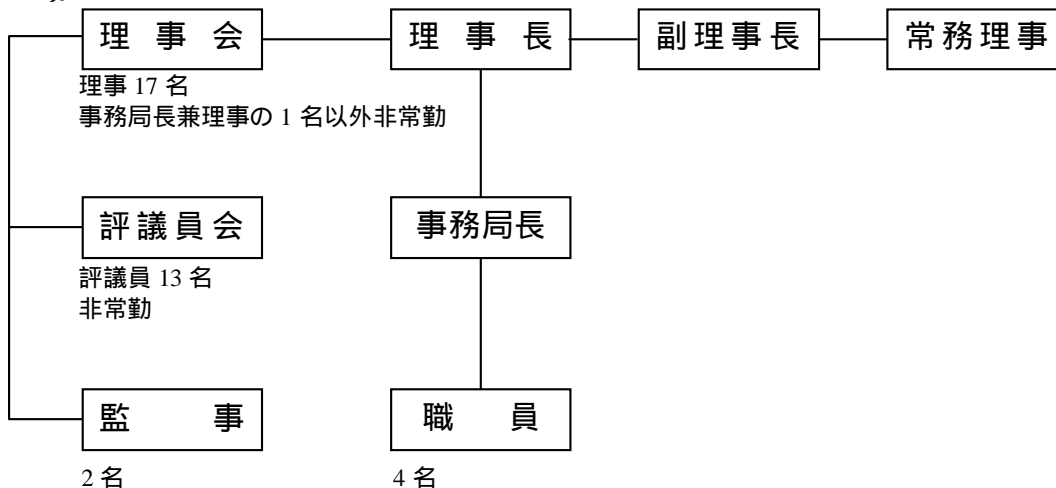 理事会 理事長 副理事長 常務理事
理事 17 名
事務局長兼理事の 1 名以外非常勤
評議員会 事務局長
評議員 13 名
非常勤
監事 職員
2 名 4 名